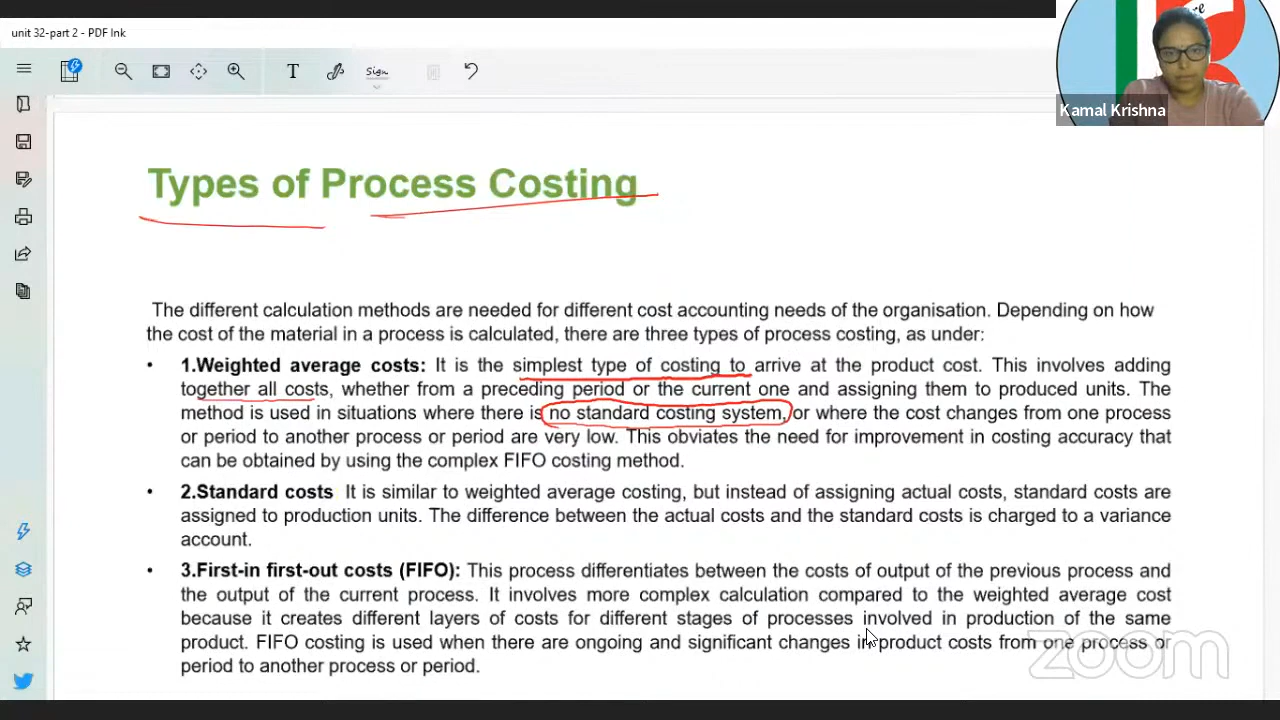 unit 32-part 2 - PDF Ink
re
T
Sign
Kamal Krishna
Types of Process Costing
The different calculation methods are needed for different cost accounting needs of the organisation. Depending on how
the cost of the material in a process is calculated, there are three types of process costing, as under:
• 1.Weighted average costs: It is the simplest type of costing to arrive at the product cost. This involves adding
together all costs, whether from a preceding period or the current one and assigning them to produced units. The
method is used in situations where there is no standard costing system, or where the cost changes from one process
or period to another process or period are very low. This obviates the need for improvement in costing accuracy that
can be obtained by using the complex FIFO costing method.
• 2.Standard costs It is similar to weighted average costing, but instead of assigning actual costs, standard costs are
assigned to production units. The difference between the actual costs and the standard costs is charged to a variance
account.
• 3.First-in first-out costs (FIFO): This process differentiates between the costs of output of the previous process and
the output of the current process. It involves more complex calculation compared to the weighted average cost
because it creates different layers of costs for different stages of processes involved in production of the same
product. FIFO costing is used when there are ongoing and significant changes in product costs from one process or
period to another process or period.
zoom